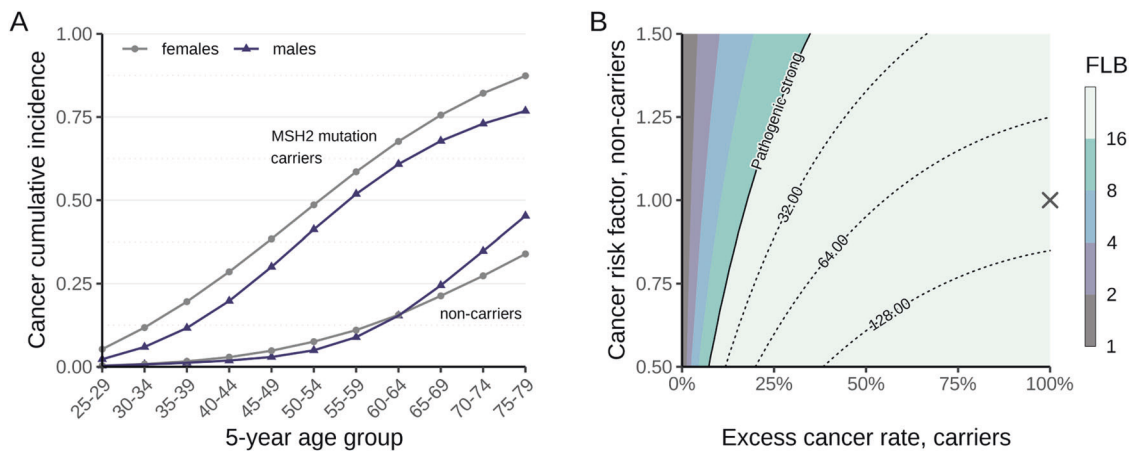 A
Cancer cumulative incidence
1.00
0.75
0.50
0.25
0.00
females
males
MSH2 mutation
carriers
non-carriers
25-29
30-34
35-39
40-44
45-49
50-54
55-59
60-64
65-69
70-74
75-79
5-year age group
B
Cancer risk factor, non-carriers
1.50
1.25
1.00
0.75
0.50
Pathogenic-strong
32.00
64.00
128.00
0%
25%
50%
75%
100%
Excess cancer rate, carriers
FLB
16
8
4
2
1